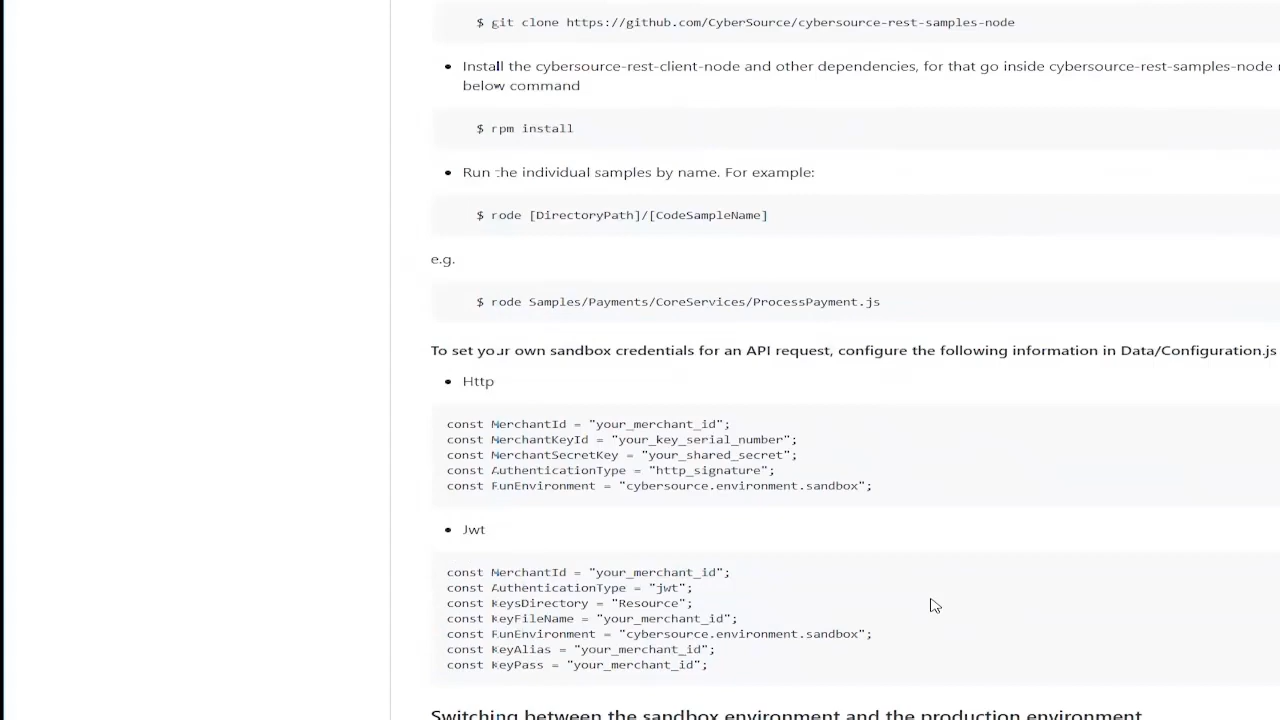 $ git clone https://github.com/CyberSource/cybersource-rest-samples-node
• Install the cybersource-rest-client-node and other dependencies, for that go inside cybersource-rest-samples-node
below command
$ rpm install
• Run the individual samples by name. For example:
$ rode [DirectoryPath]/[CodeSampleName]
e.g.
$ rode Samples/Payments/CoreServices/ProcessPayment.js
To set your own sandbox credentials for an API request, configure the following information in Data/Configuration.js
• Http
const MerchantId = "your_merchant_id";
const MerchantKeyId = "your_key_serial_number";
const MerchantSecretKey = "your_shared_secret";
const AuthenticationType = "http_signature";
const FunEnvironment = "cybersource.environment.sandbox";
• Jwt
const MerchantId = "your_merchant_id";
const AuthenticationType = "jwt";
const KeysDirectory = "Resource";
const KeyFileName = "your_merchant_id";
const FunEnvironment = "cybersource.environment.sandbox";
const KeyAlias = "your_merchant_id";
const KeyPass = "your_merchant_id";
Switching between the sandbox environment and the production environment